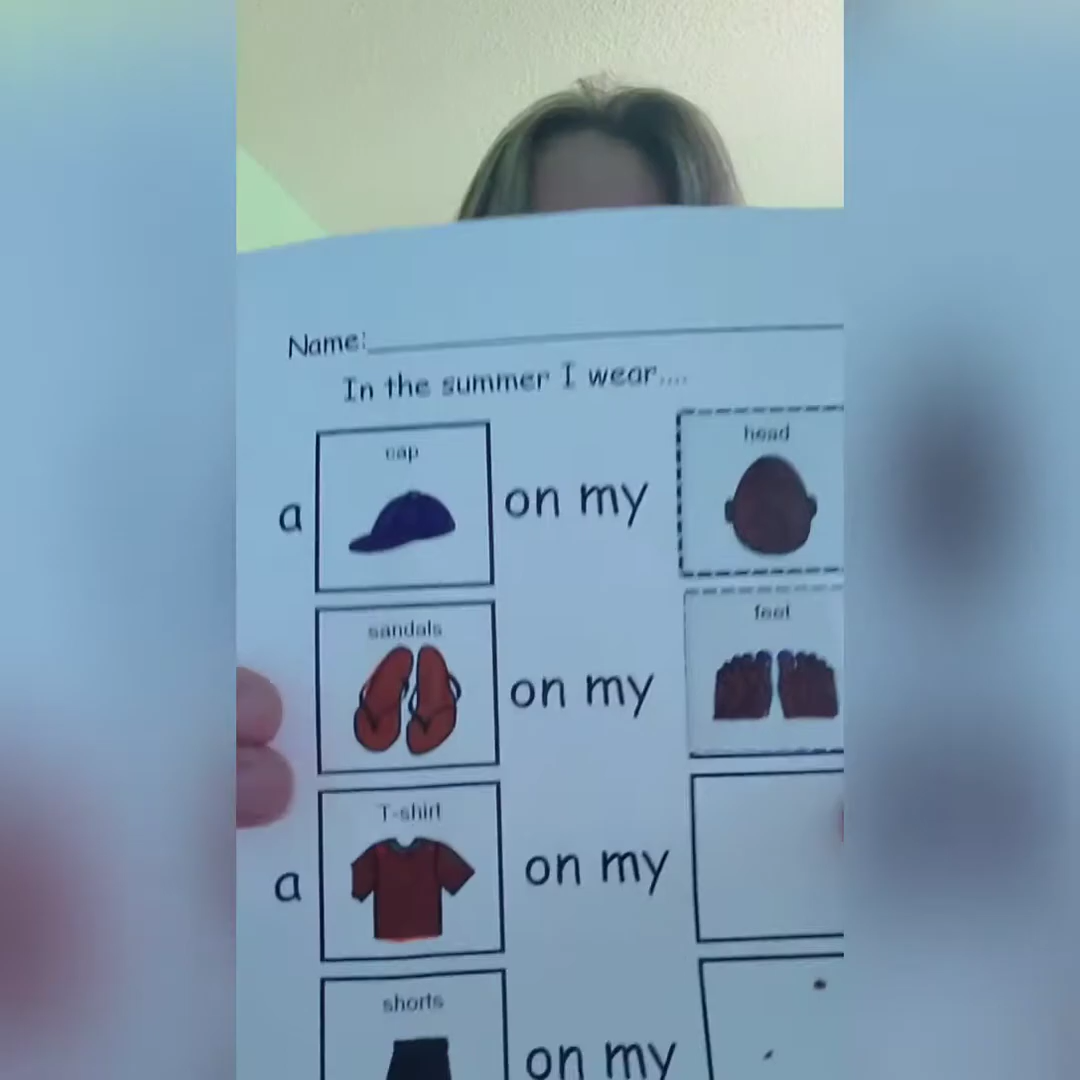 Name:
In the summer I wear....
cap
head
a
on my
sandals
feet
on my
T-shirt
a
on my
shorts
on my